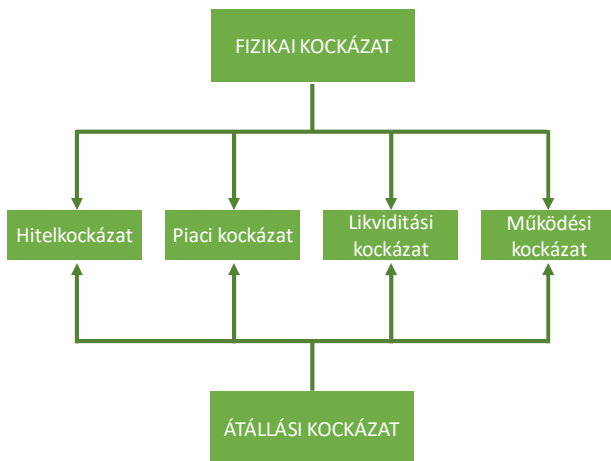 FIZIKAI KOCKÁZAT
Hitelkockázat
Piaci kockázat
Likviditási
kockázat
Működési
kockázat
ÁTÁLLÁSI KOCKÁZAT